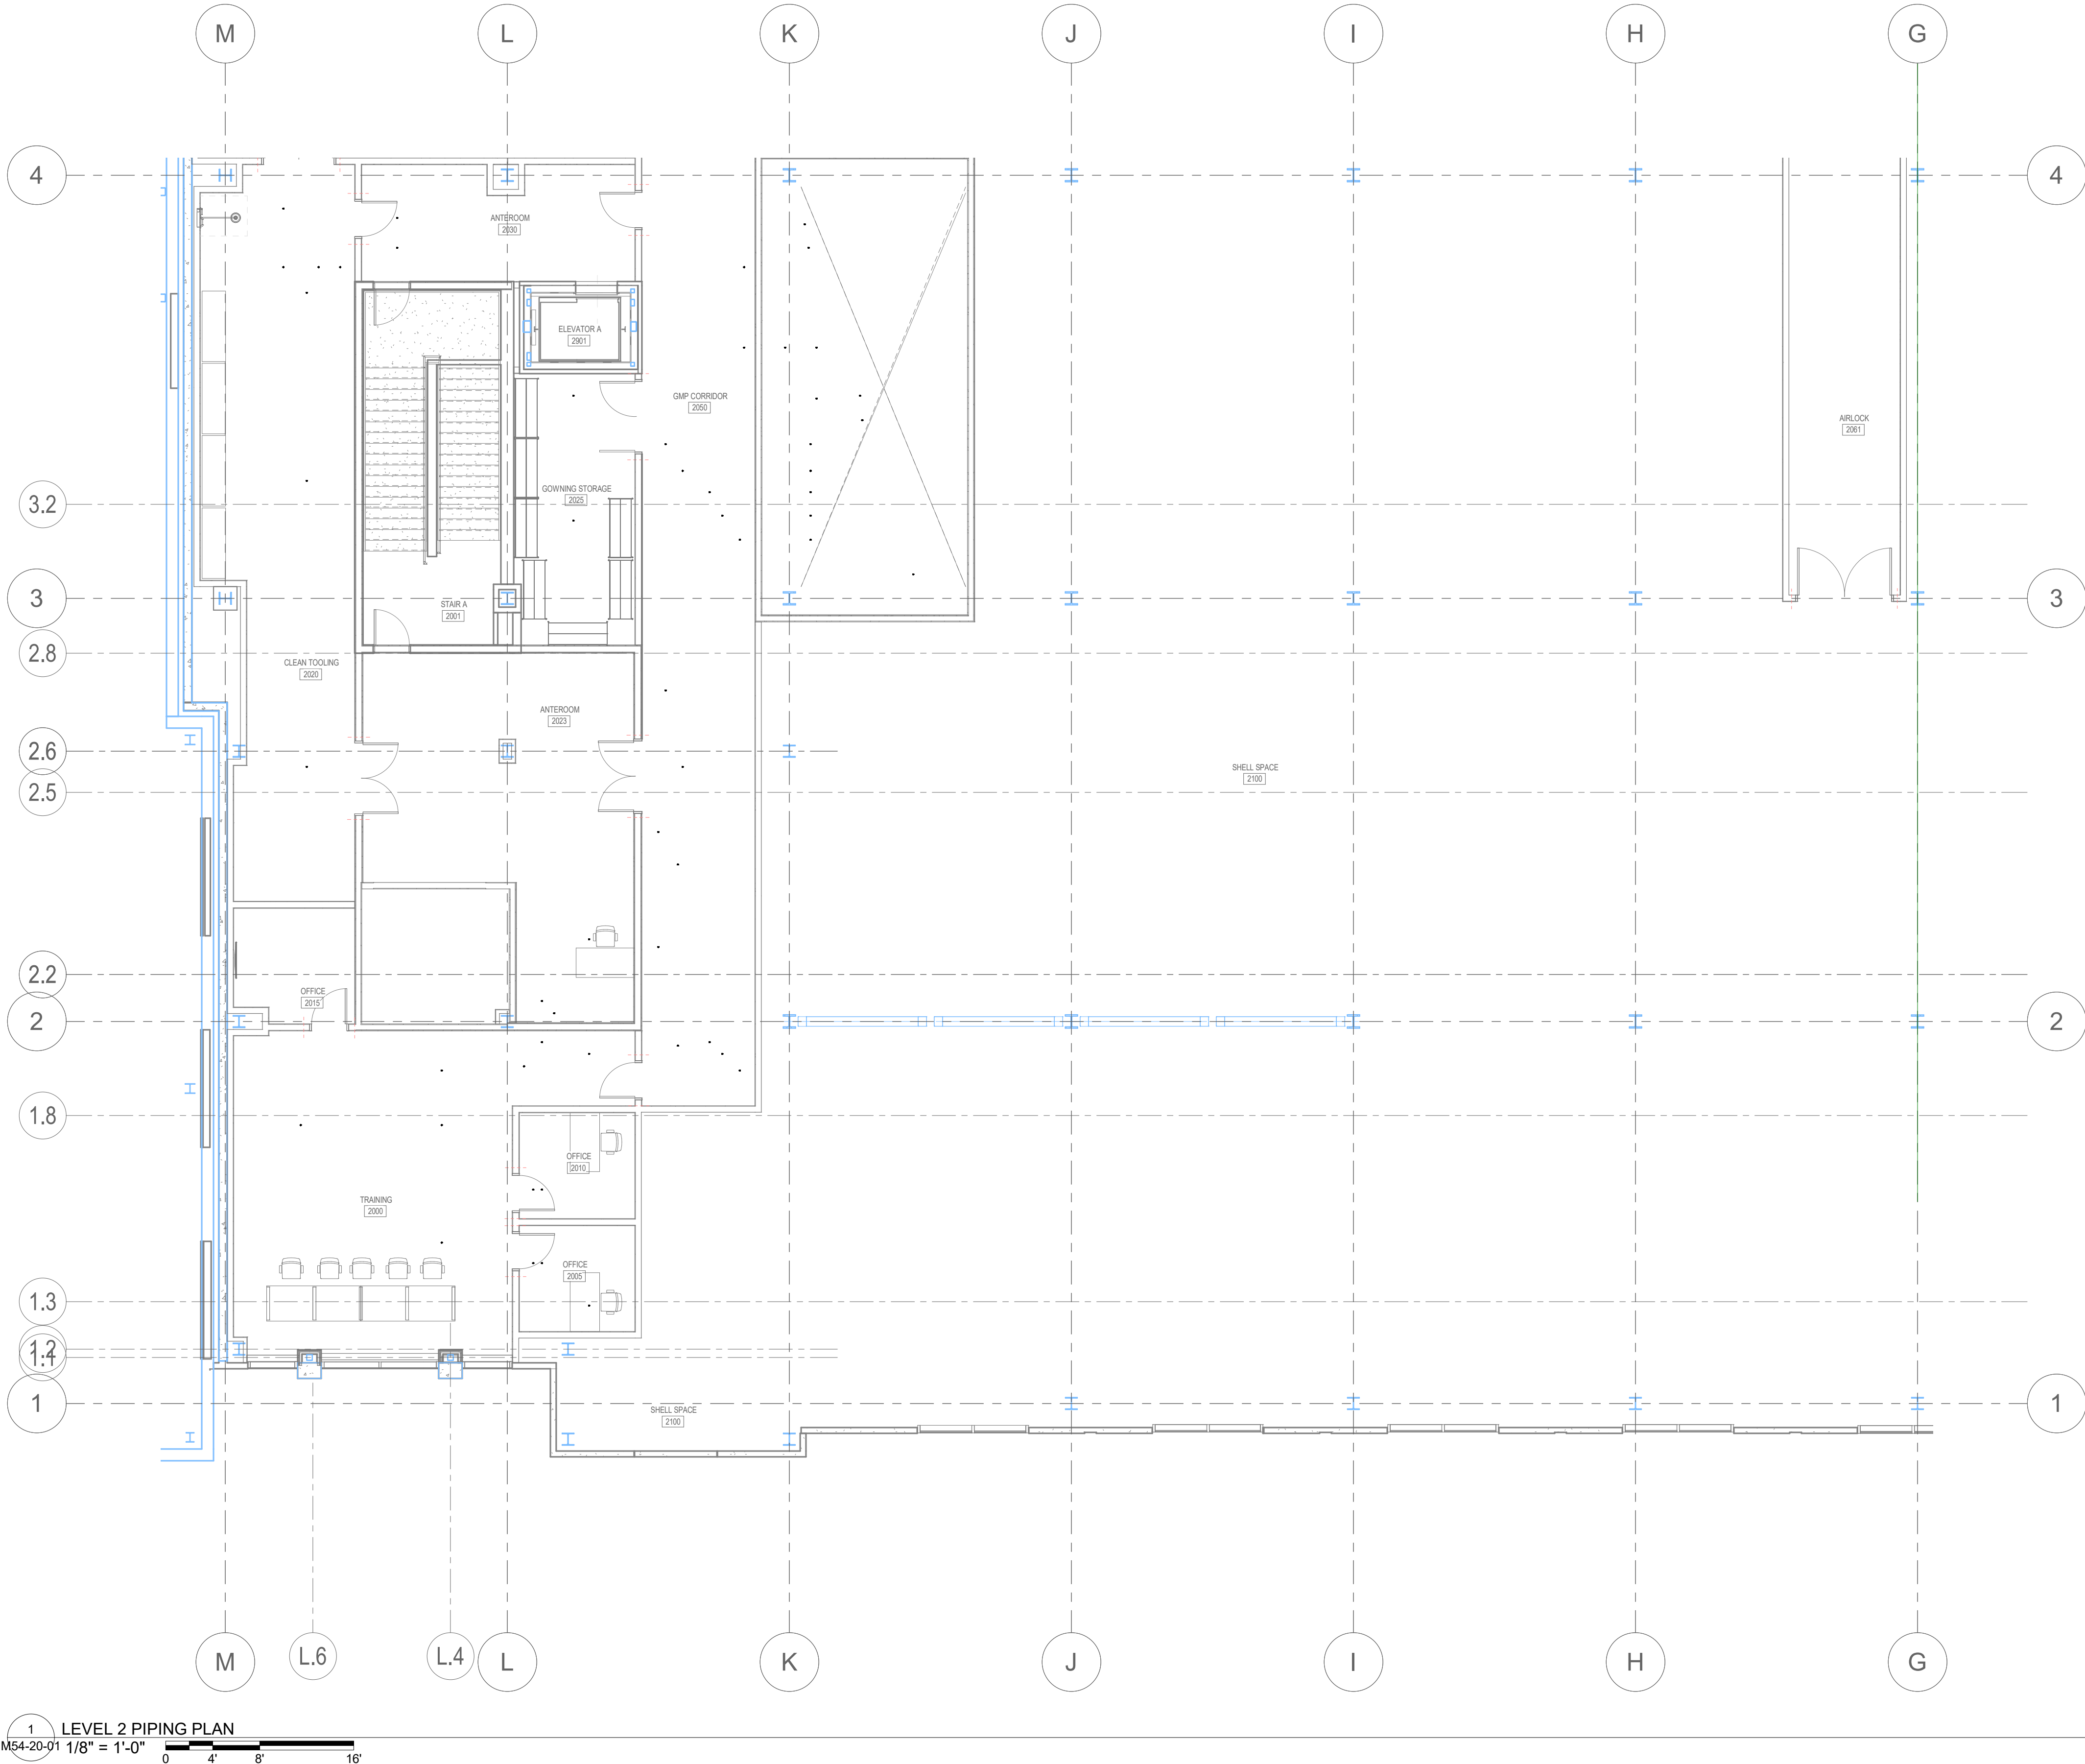 M
L
K
J
I
H
G
4
4
ANTEROOM
2030
ELEVATOR A
2901
GMP CORRIDOR
2050
AIRLOCK
2061
GOWNING STORAGE
2025
3.2
3
STAIR A
2001
3
2.8
CLEAN TOOLING
2020
ANTEROOM
2023
2.6
SHELL SPACE
2100
2.5
2.2
OFFICE
2015
2
2
1.8
OFFICE
2010
TRAINING
2000
OFFICE
2005
1.3
1.2
1.1
1
SHELL SPACE
2100
1
M
L.6
L.4
L
K
J
I
H
G
1
M54-20-01
LEVEL 2 PIPING PLAN
1/8" = 1'-0"
0 4' 8' 16'